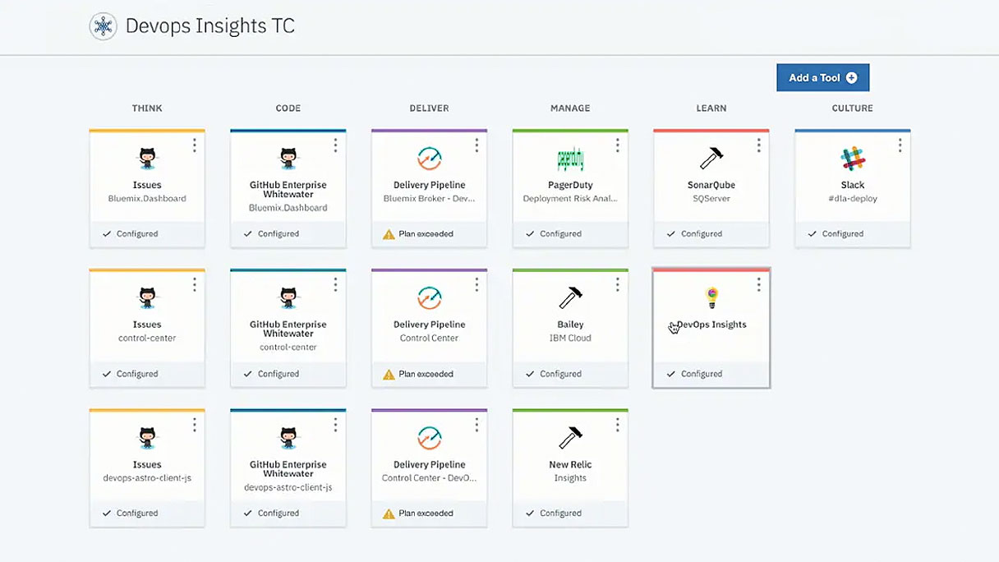 Devops Insights TC
Add a Tool
THINK
CODE
DELIVER
MANAGE
LEARN
CULTURE
Issues
Bluemix.Dashboard
Configured
GitHub Enterprise
Whitewater
Bluemix.Dashboard
Configured
Delivery Pipeline
Bluemix Broker - Dev...
Plan exceeded
pagerduty
PagerDuty
Deployment Risk Anal...
Configured
SonarQube
SQServer
Configured
Slack
#dla-deploy
Configured
Issues
control-center
Configured
GitHub Enterprise
Whitewater
control-center
Configured
Delivery Pipeline
Control Center
Plan exceeded
Bailey
IBM Cloud
Configured
DevOps Insights
Configured
Issues
devops-astro-client-js
Configured
GitHub Enterprise
Whitewater
devops-astro-client-js
Configured
Delivery Pipeline
Control Center - DevO...
Plan exceeded
New Relic
Insights
Configured